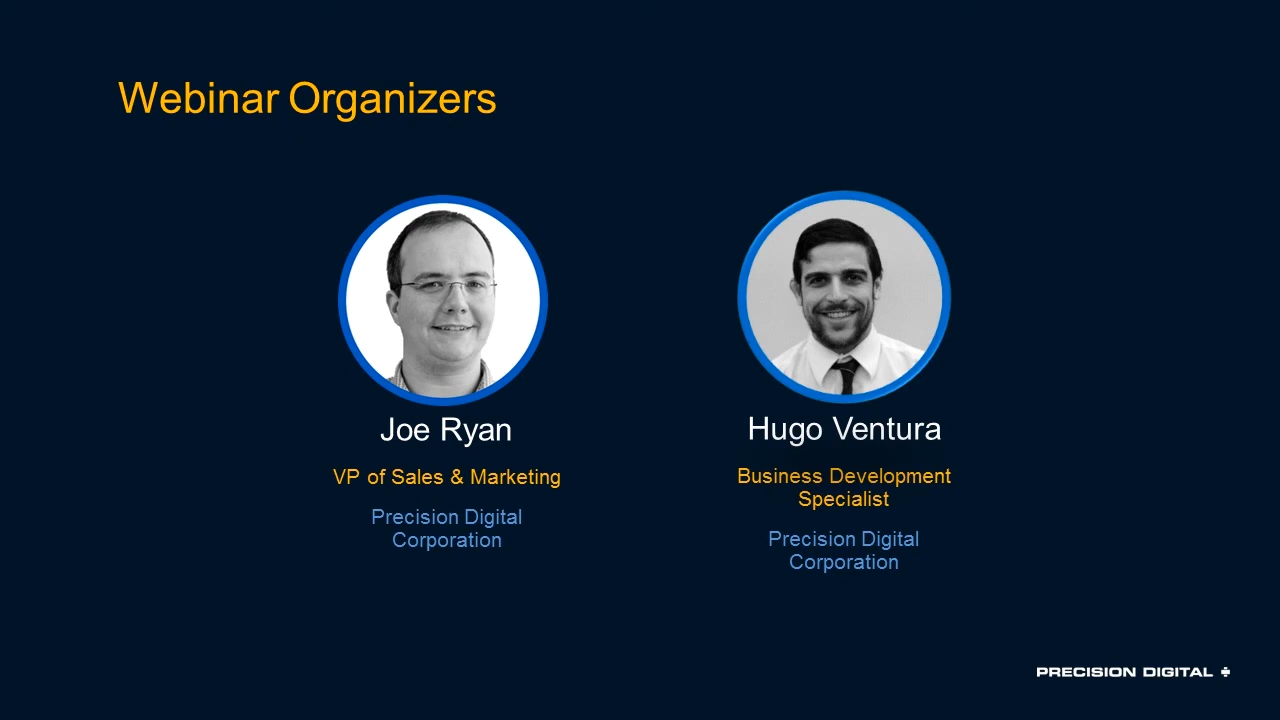 Webinar Organizers
Joe Ryan
VP of Sales & Marketing
Precision Digital
Corporation
Hugo Ventura
Business Development
Specialist
Precision Digital
Corporation
PRECISION DIGITAL